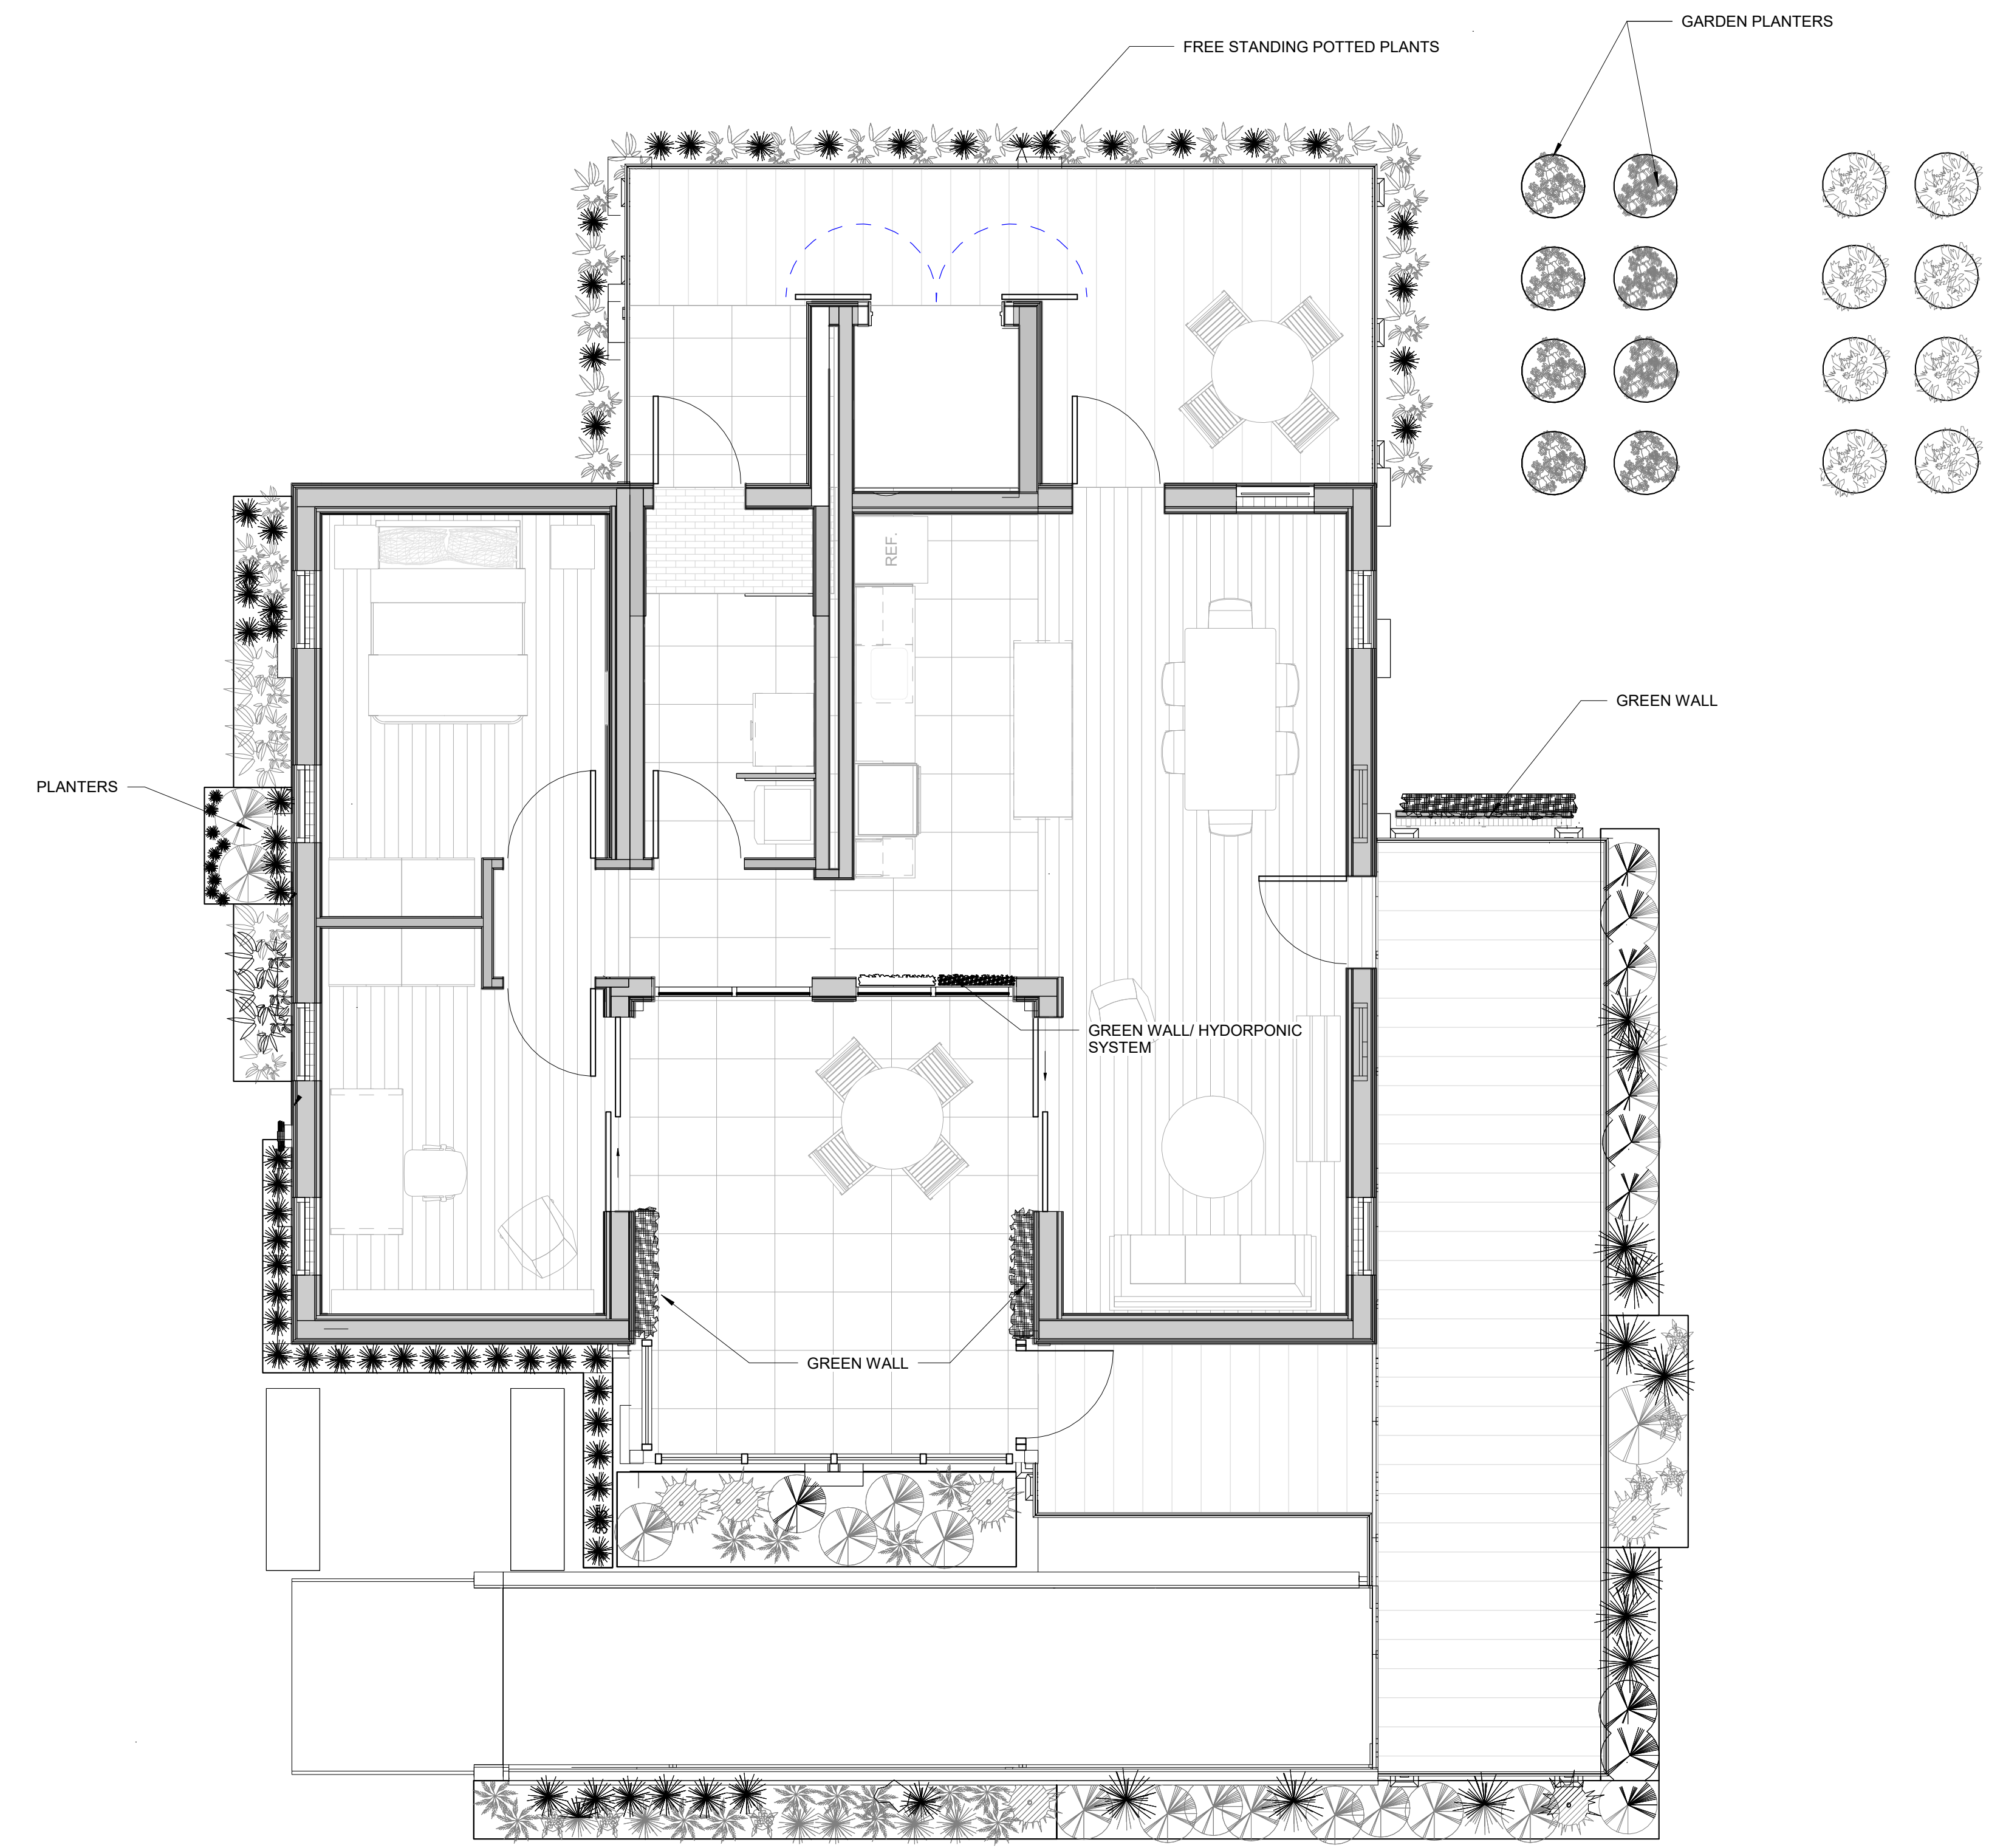 GARDEN PLANTERS
FREE STANDING POTTED PLANTS
REF.
GREEN WALL
PLANTERS
GREEN WALL/ HYDORPONIC
SYSTEM
GREEN WALL